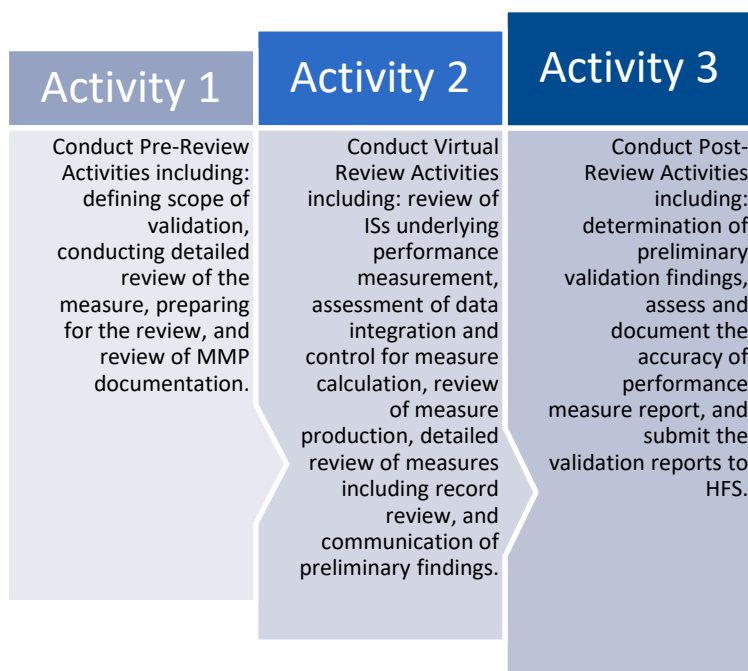 Activity 1
Conduct Pre-Review
Activities including:
defining scope of
validation,
conducting detailed
review of the
measure, preparing
for the review, and
review of MMP
documentation.
Activity 2
Conduct Virtual
Review Activities
including: review of
ISs underlying
performance
measurement,
assessment of data
integration and
control for measure
calculation, review
of measure
production, detailed
review of measures
including record
review, and
communication of
preliminary findings.
Activity 3
Conduct Post-
Review Activities
including:
determination of
preliminary
validation findings,
assess and
document the
accuracy of
performance
measure report, and
submit the
validation reports to
HFS.